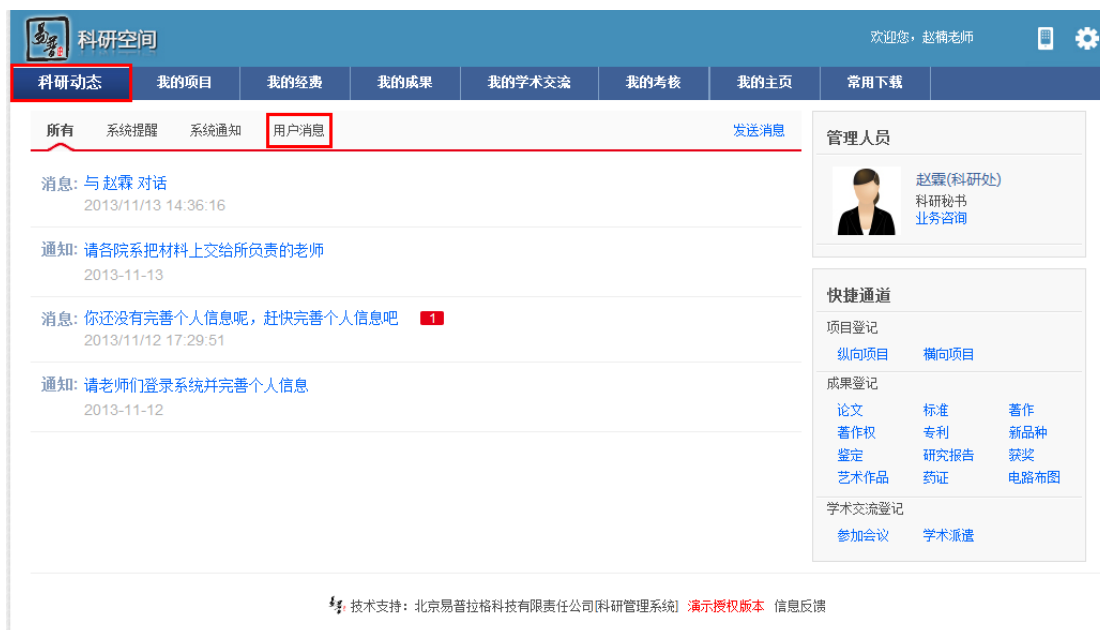 易普 科研空间
欢迎您，赵楠老师
科研动态 我的项目 我的经费 我的成果 我的学术交流 我的考核 我的主页 常用下载
所有 系统提醒 系统通知 用户消息 发送消息
消息: 与 赵霖 对话
2013/11/13 14:36:16
通知: 请各院系把材料上交给所负责的老师
2013-11-13
消息: 你还没有完善个人信息呢，赶快完善个人信息吧 1
2013/11/12 17:29:51
通知: 请老师们登录系统并完善个人信息
2013-11-12
管理人员
赵霖(科研处)
科研秘书
业务咨询
快捷通道
项目登记
纵向项目 横向项目
成果登记
论文 标准 著作
著作权 专利 新品种
鉴定 研究报告 获奖
艺术作品 药证 电路布图
学术交流登记
参加会议 学术派遣
技术支持：北京易普拉格科技有限责任公司[科研管理系统] 演示授权版本 信息反馈